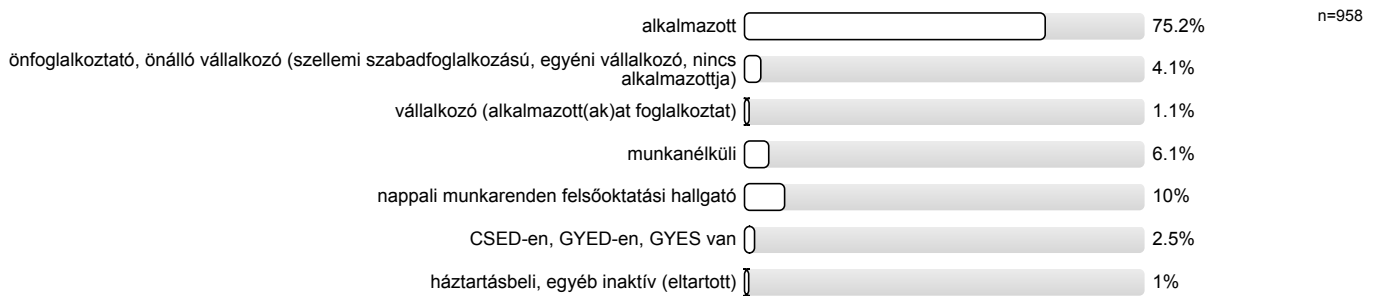 alkalmazott 75.2% n=958
önfoglalkoztató, önálló vállalkozó (szellemi szabadfoglalkozású, egyéni vállalkozó, nincs
alkalmazottja) 4.1%
vállalkozó (alkalmazott(ak)at foglalkoztat) 1.1%
munkanélküli 6.1%
nappali munkarenden felsőoktatási hallgató 10%
CSED-en, GYED-en, GYES van 2.5%
háztartásbeli, egyéb inaktív (eltartott) 1%